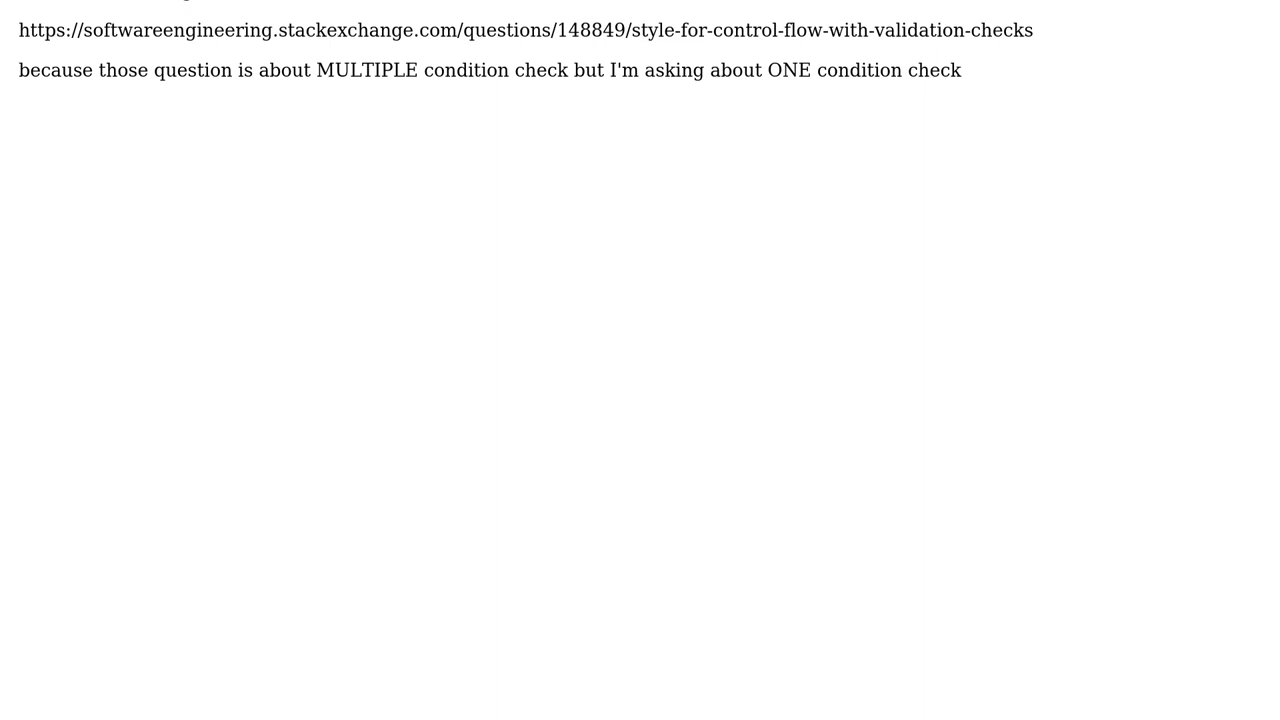 https://softwareengineering.stackexchange.com/questions/148849/style-for-control-flow-with-validation-checks
because those question is about MULTIPLE condition check but I'm asking about ONE condition check